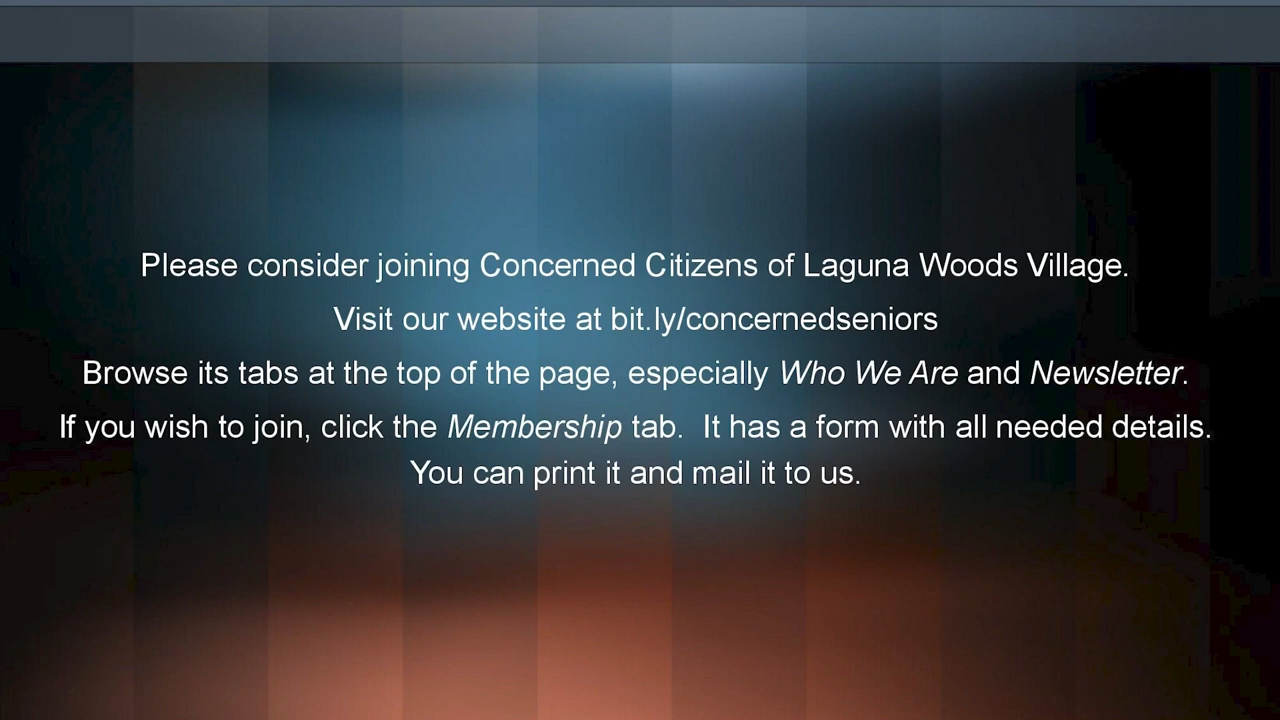 Please consider joining Concerned Citizens of Laguna Woods Village.
Visit our website at bit.ly/concernedseniors
Browse its tabs at the top of the page, especially Who We Are and Newsletter.
If you wish to join, click the Membership tab.  It has a form with all needed details.
You can print it and mail it to us.